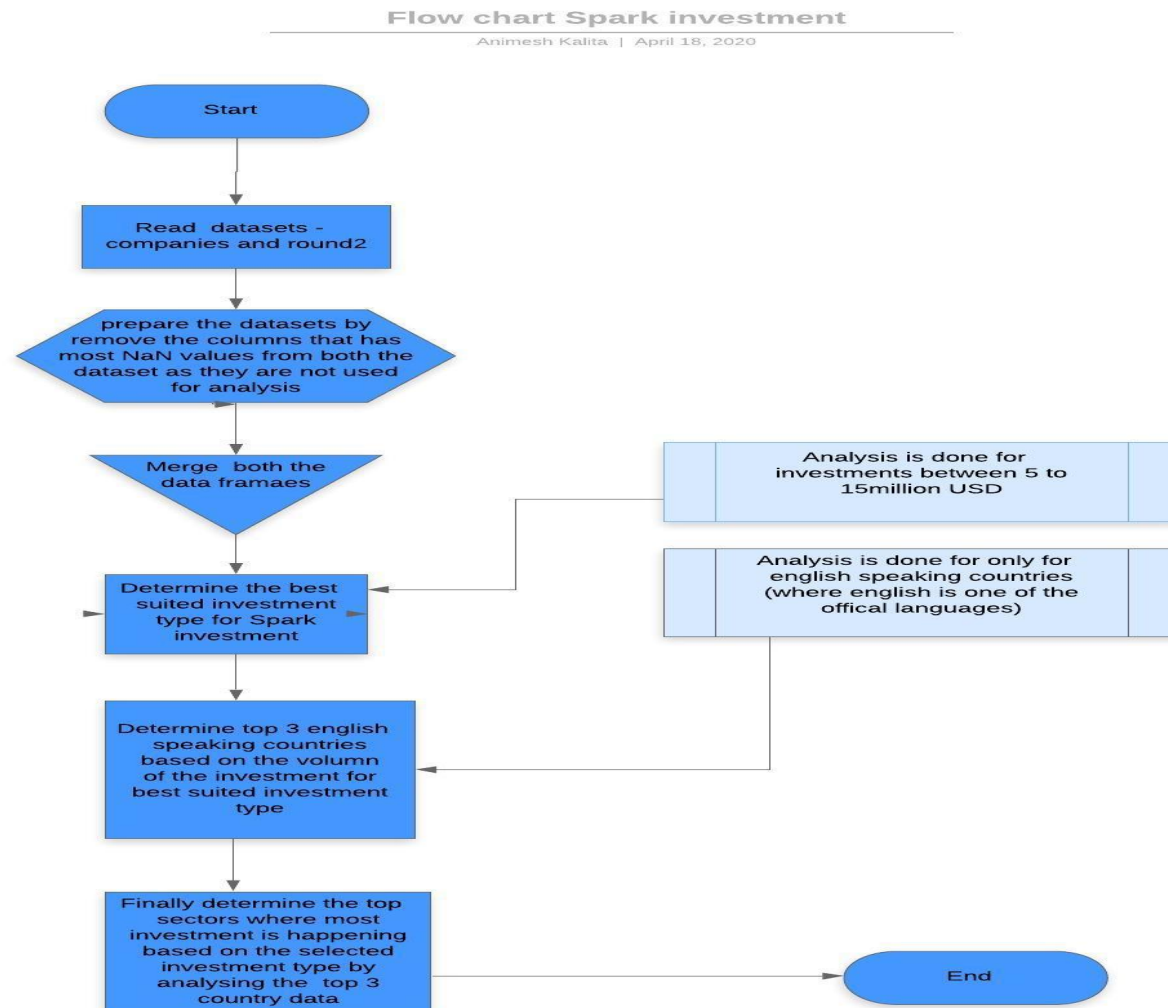 Flow chart Spark investment
Animesh Kalita | April 18, 2020
Start
Read datasets -
companies and round2
prepare the datasets by
remove the columns that has
most NaN values from both the
dataset as they are not used
for analysis
Merge both the
data framaes
Analysis is done for
investments between 5 to
15million USD
Analysis is done for only for
english speaking countries
(where english is one of the
offical languages)
Determine the best
suited investment
type for Spark
investment
Determine top 3 english
speaking countries
based on the volumn
of the investment for
best suited investment
type
Finally determine the top
sectors where most
investment is happening
based on the selected
investment type by
analysing the top 3
country data
End